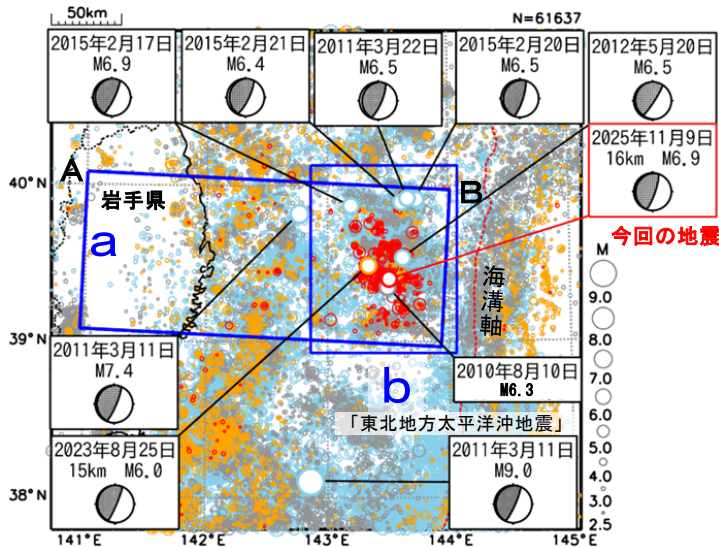 50km
N=61637
2015年2月17日
M6.9
2015年2月21日
M6.4
2011年3月22日
M6.5
2015年2月20日
M6.5
2012年5月20日
M6.5
2025年11月9日
16km M6.9
今回の地震
40°N
A
岩手県
B
a
海溝軸
M
9.0
8.0
7.0
6.0
5.0
4.0
3.0
2.5
39°N
2011年3月11日
M7.4
2010年8月10日
M6.3
b
「東北地方太平洋沖地震」
2023年8月25日
15km M6.0
2011年3月11日
M9.0
38°N
141°E
142°E
143°E
144°E
145°E